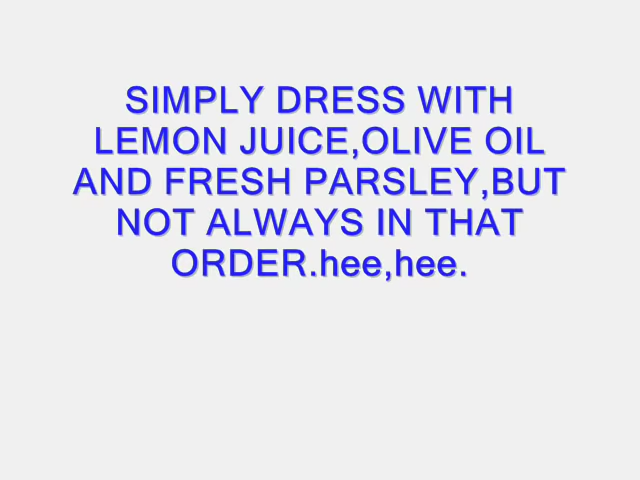 SIMPLY DRESS WITH
LEMON JUICE,OLIVE OIL
AND FRESH PARSLEY,BUT
NOT ALWAYS IN THAT
ORDER.hee,hee.